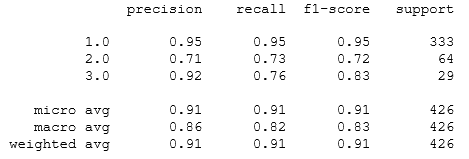 precision recall f1-score support
1.0 0.95 0.95 0.95 333
2.0 0.71 0.73 0.72 64
3.0 0.92 0.76 0.83 29
micro avg 0.91 0.91 0.91 426
macro avg 0.86 0.82 0.83 426
weighted avg 0.91 0.91 0.91 426